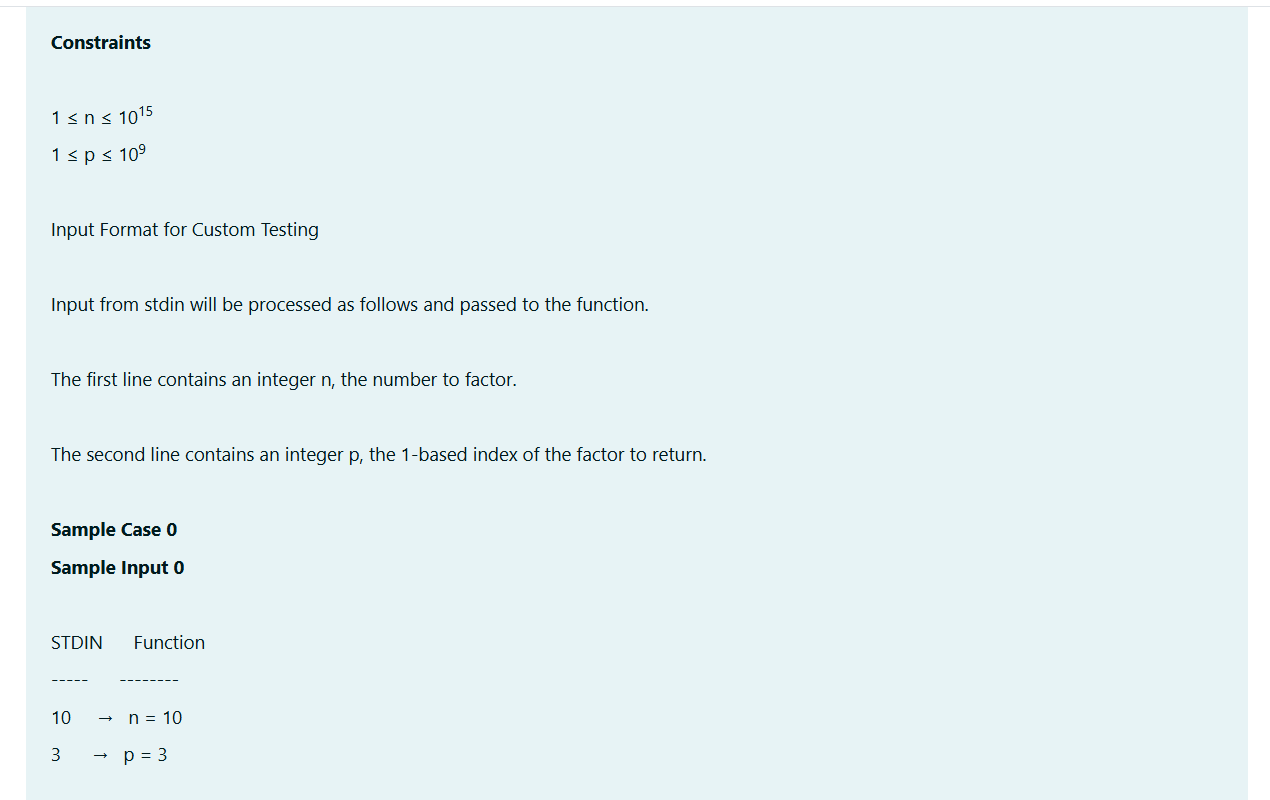 Constraints
1 ≤ n ≤ 10¹⁵
1 ≤ p ≤ 10⁹
Input Format for Custom Testing
Input from stdin will be processed as follows and passed to the function.
The first line contains an integer n, the number to factor.
The second line contains an integer p, the 1-based index of the factor to return.
Sample Case 0
Sample Input 0
STDIN Function
----- --------
10 → n = 10
3 → p = 3